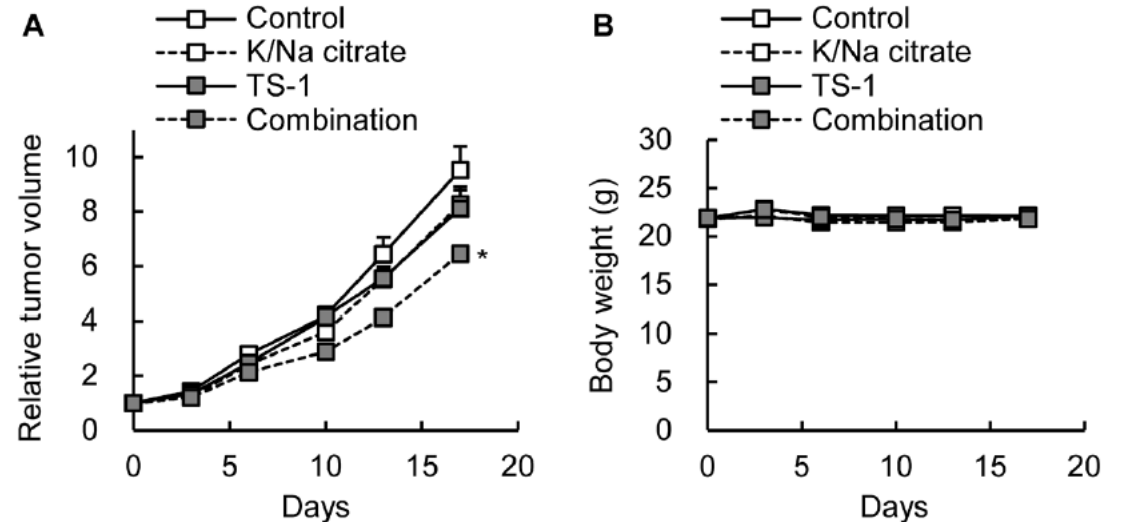 A
Control
K/Na citrate
TS-1
Combination
Relative tumor volume
10
8
6
4
2
0
*
0 5 10 15 20
Days
B
Control
K/Na citrate
TS-1
Combination
Body weight (g)
30
25
20
15
10
5
0
0 5 10 15 20
Days